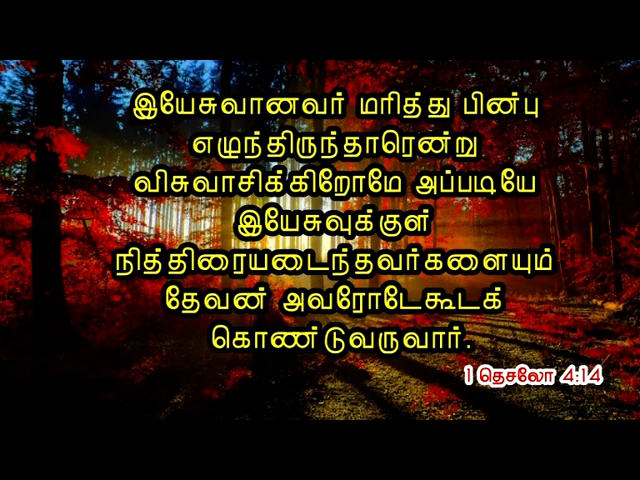 இயேசுவானவர் மரித்து பின்பு
எழுந்திருந்தாரென்று
விசுவாசிக்கிறோமே அப்படியே
இயேசுவுக்குள்
நித்திரையடைந்தவர்களையும்
தேவன் அவரோடேகூடக்
கொண்டுவருவார்.
1 தெசலோ 4:14